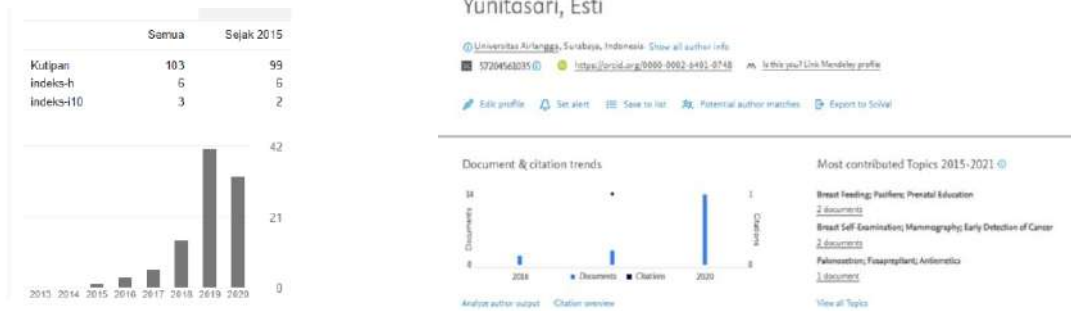 Semua Sejak 2015
Kutipan 103 99
indeks-h 6 6
indeks-i10 3 2
42
21
0
2013 2014 2015 2016 2017 2018 2019 2020
Yunitasari, Esti
Universitas Airlangga, Surabaya, Indonesia Show all author info
57204561035 https://orcid.org/0000-0002-6401-0748 Is this you? Link Mendeley profile
Edit profile Set alert Save to list Potential author matches Export to SciVal
Document & citation trends
14 1
Documents
Citations
0 0
2020
Documents Citations
Analyze author output Citation overview
Most contributed Topics 2015-2021
Breast Feeding; Pacifiers; Prenatal Education
2 documents
Breast Self-Examination; Mammography; Early Detection of Cancer
2 documents
Palonosetron; Fosaprepitant; Antiemetics
1 document
View all Topics